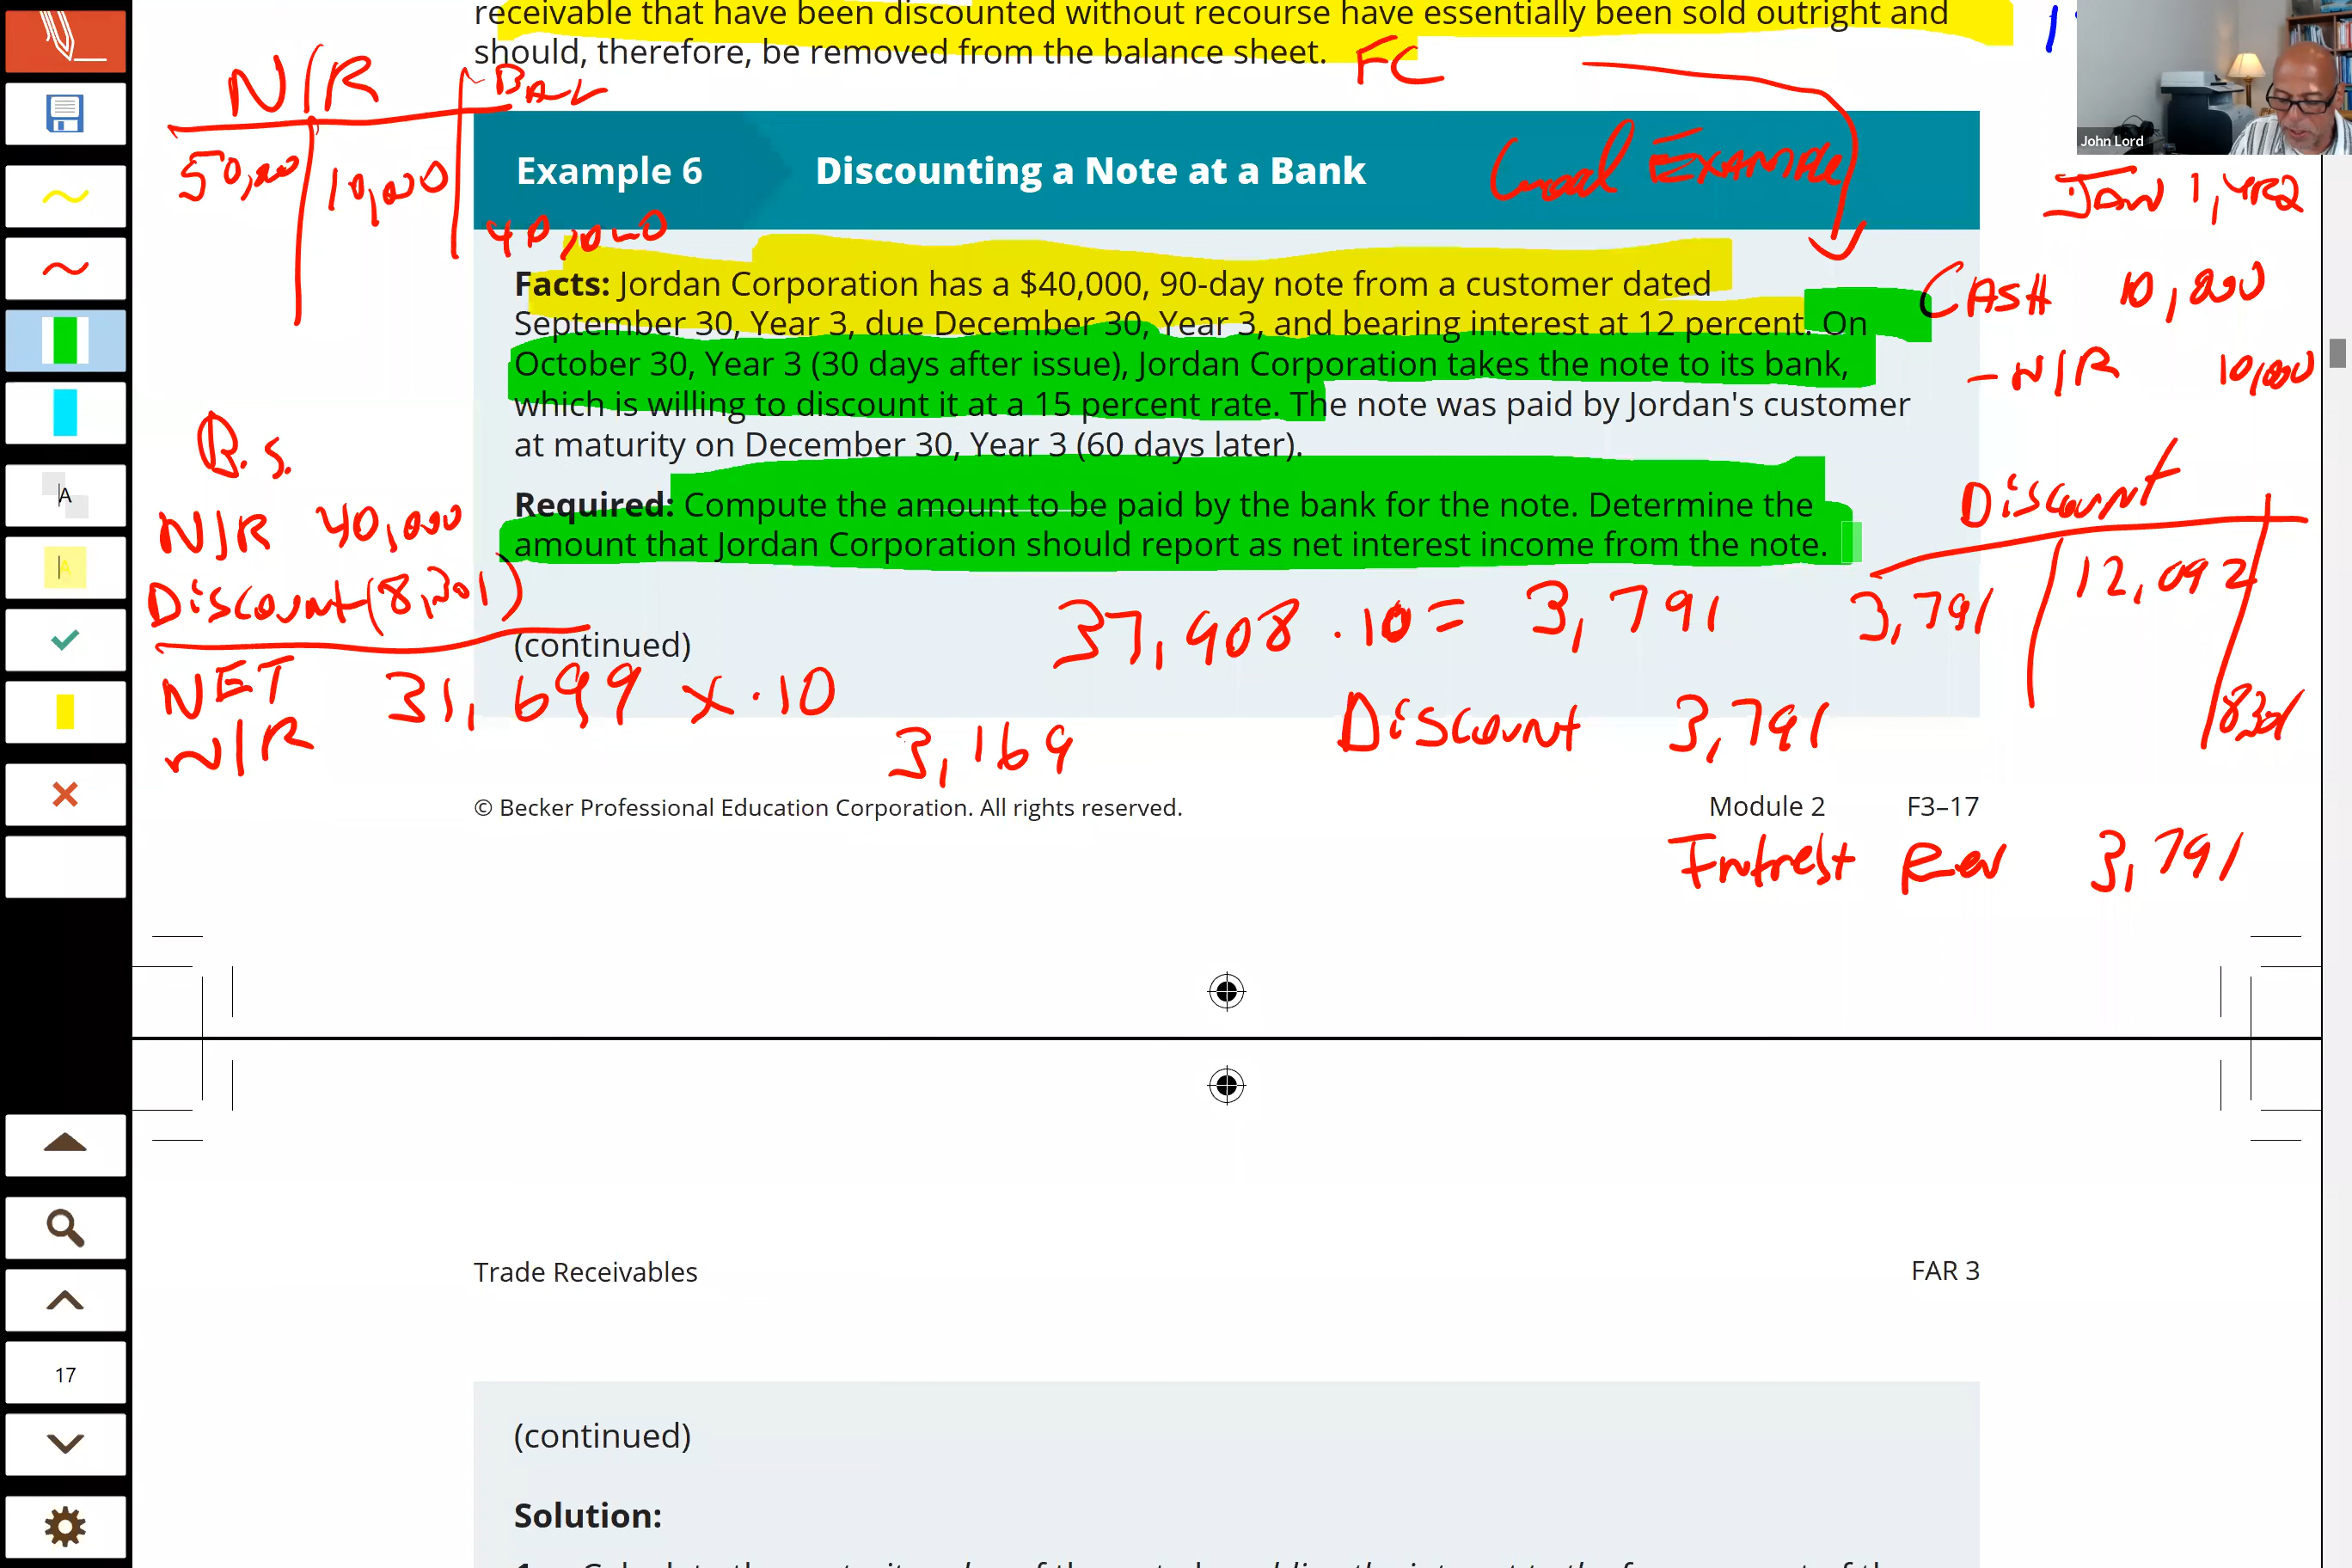 receivable that have been discounted without recourse have essentially been sold outright and
should, therefore, be removed from the balance sheet.
FC
John Lord
N/R
BAL
50,000
10,000
40,000
Example 6
Discounting a Note at a Bank
Good EXAMPLE
JAN 1, YR2
CASH 10,000
- N/R 10,000
Facts: Jordan Corporation has a $40,000, 90-day note from a customer dated
September 30, Year 3, due December 30, Year 3, and bearing interest at 12 percent. On
October 30, Year 3 (30 days after issue), Jordan Corporation takes the note to its bank,
which is willing to discount it at a 15 percent rate. The note was paid by Jordan's customer
at maturity on December 30, Year 3 (60 days later).
Required: Compute the amount to be paid by the bank for the note. Determine the
amount that Jordan Corporation should report as net interest income from the note.
(continued)
B.S.
N/R 40,000
Discount (8,301)
NET 31,699 x .10
N/R
3,169
37,908 .10 = 3,791
Discount
3,791
12,092
8301
Discount 3,791
Intrest Rev 3,791
© Becker Professional Education Corporation. All rights reserved.
Module 2
F3–17
Trade Receivables
FAR 3
(continued)
Solution:
A
A
17